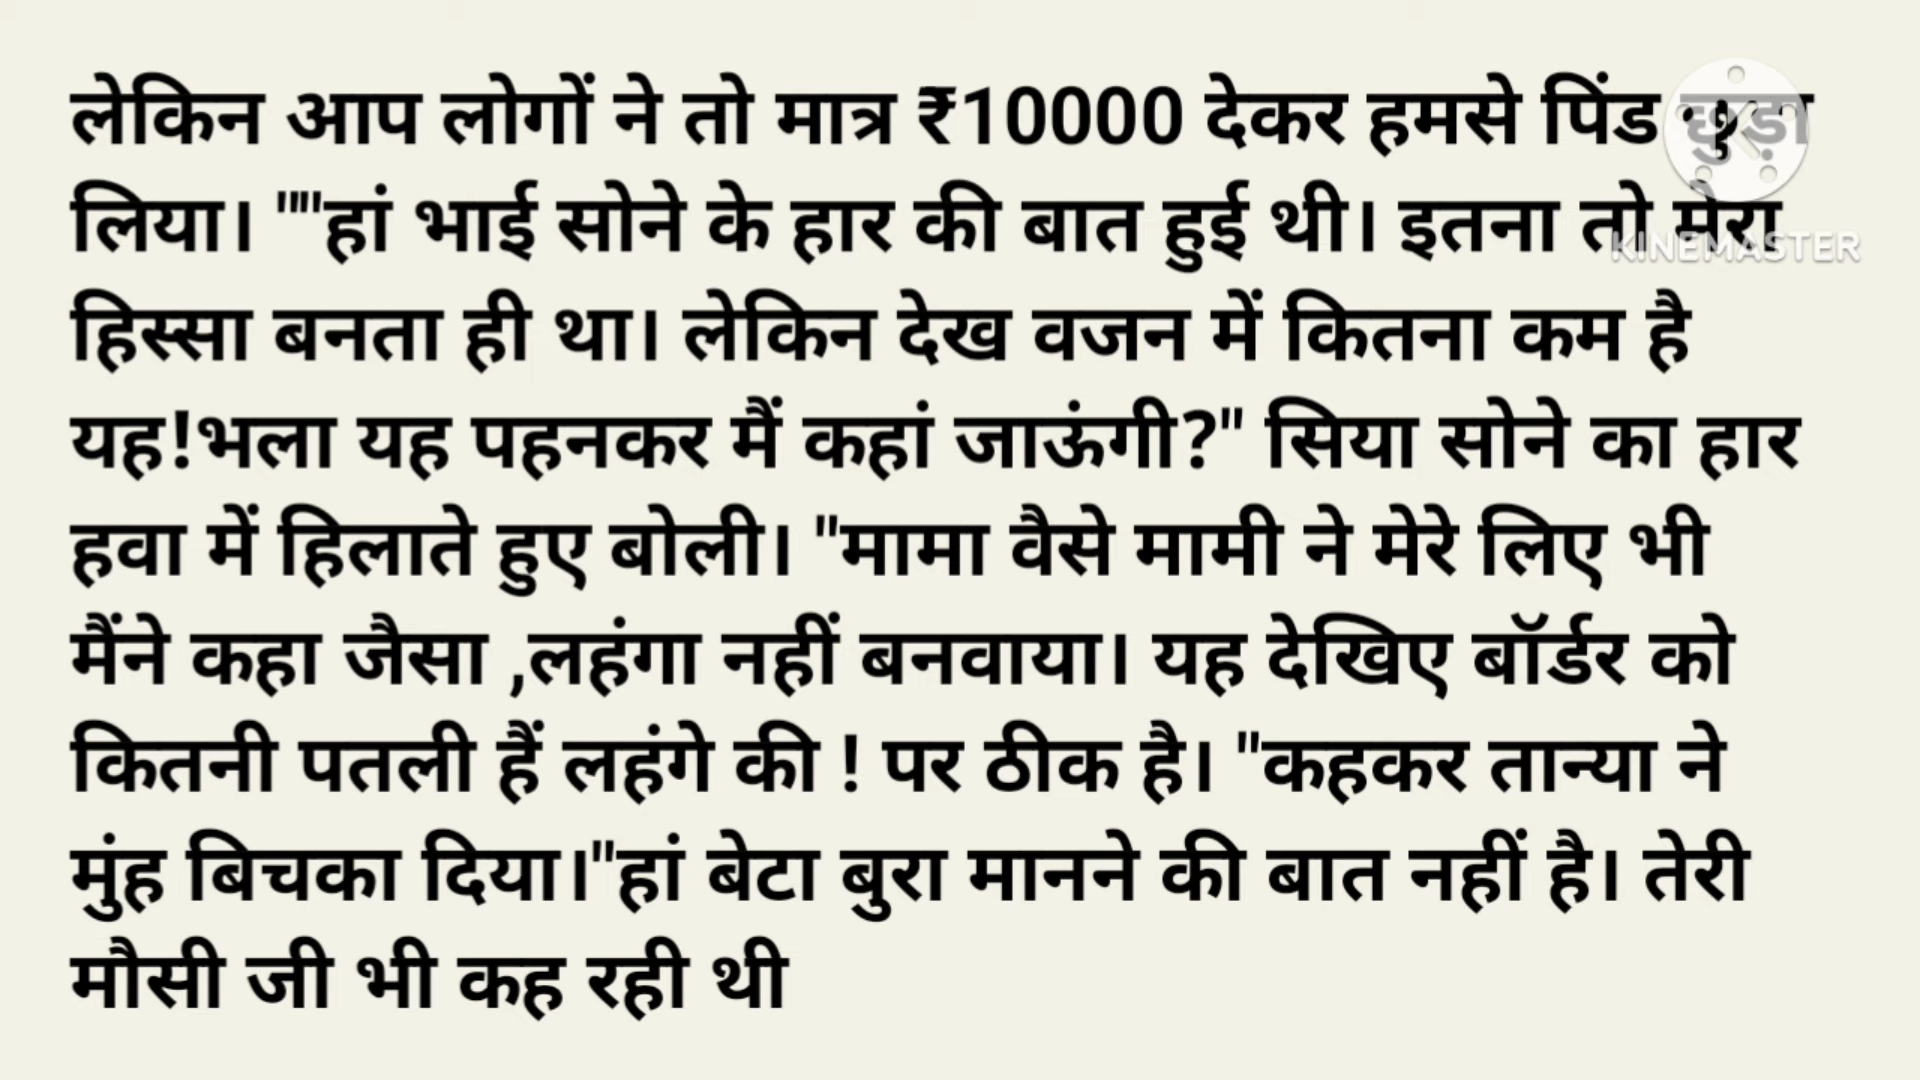 लेकिन आप लोगों ने तो मात्र ₹10000 देकर हमसे पिंड छुड़ा
लिया। ""हां भाई सोने के हार की बात हुई थी। इतना तो मेरा
KINEMASTER
हिस्सा बनता ही था। लेकिन देख वजन में कितना कम है
यह!भला यह पहनकर मैं कहां जाऊंगी?" सिया सोने का हार
हवा में हिलाते हुए बोली। "मामा वैसे मामी ने मेरे लिए भी
मैंने कहा जैसा ,लहंगा नहीं बनवाया। यह देखिए बॉर्डर को
कितनी पतली हैं लहंगे की ! पर ठीक है। "कहकर तान्या ने
मुंह बिचका दिया।"हां बेटा बुरा मानने की बात नहीं है। तेरी
मौसी जी भी कह रही थी